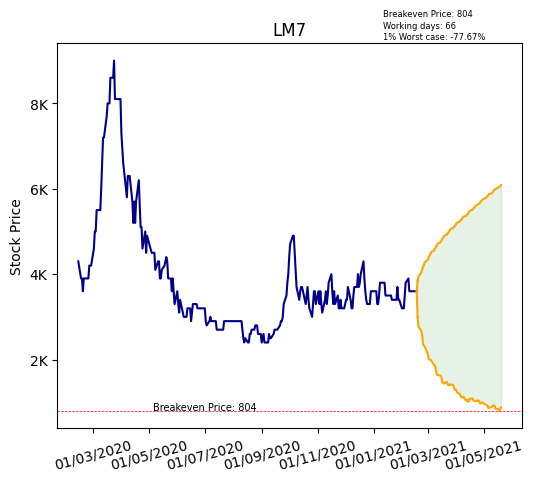 Breakeven Price: 804
Working days: 66
1% Worst case: -77.67%
LM7
Stock Price
8K
6K
4K
2K
Breakeven Price: 804
01/03/2020
01/05/2020
01/07/2020
01/09/2020
01/11/2020
01/01/2021
01/03/2021
01/05/2021